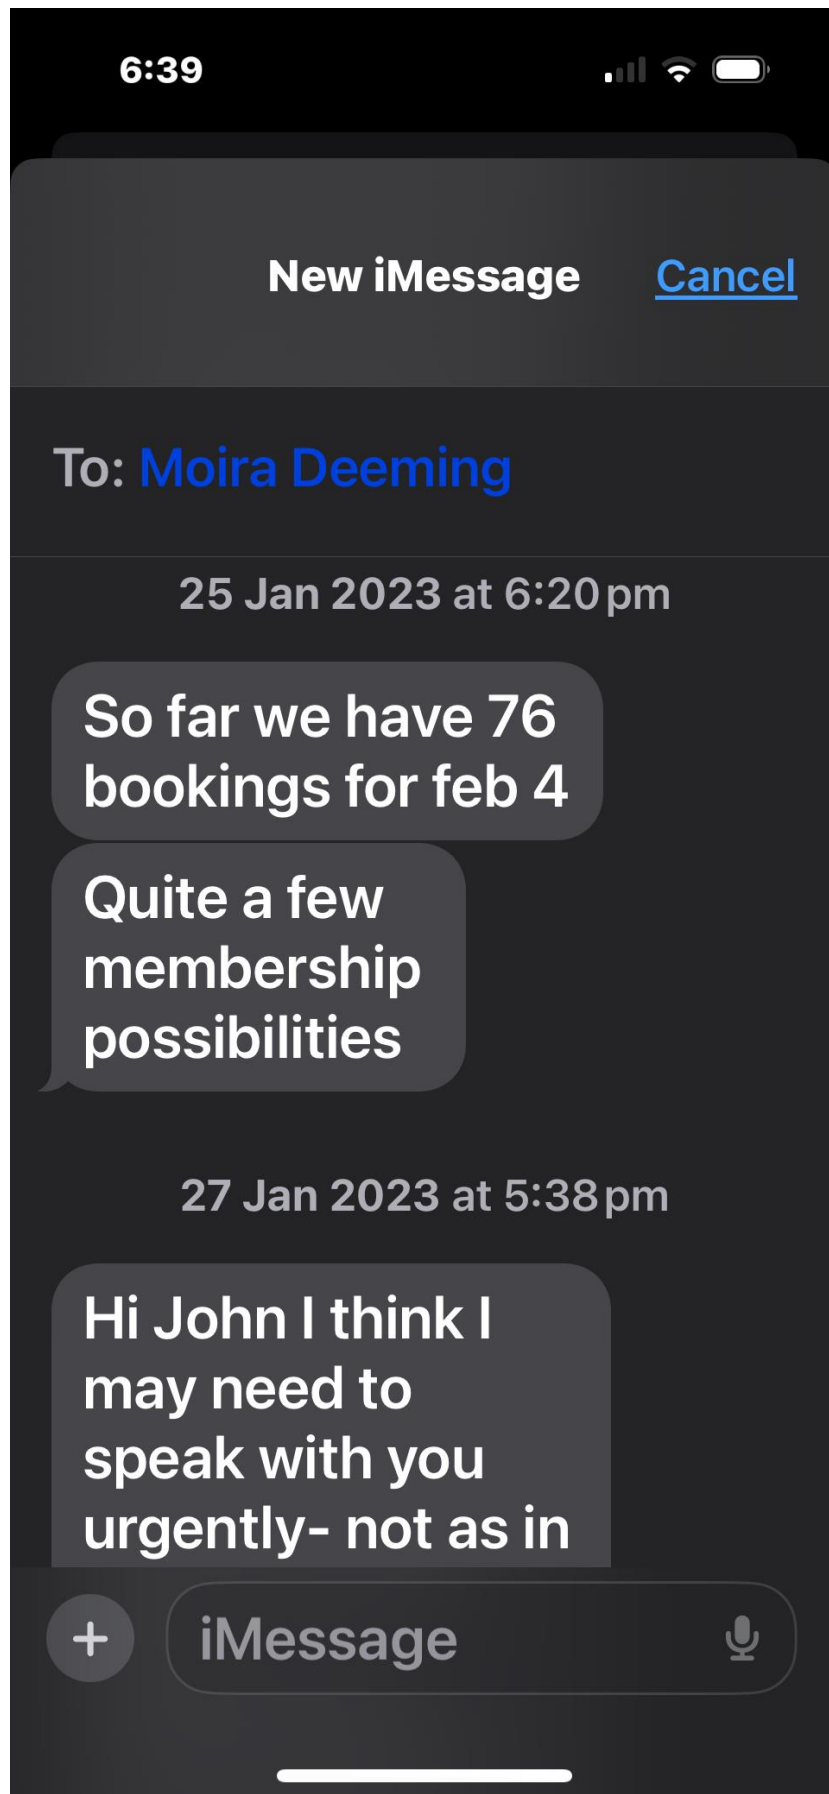 6:39
New iMessage Cancel
To: Moira Deeming
25 Jan 2023 at 6:20 pm
So far we have 76
bookings for feb 4
Quite a few
membership
possibilities
27 Jan 2023 at 5:38 pm
Hi John I think I
may need to
speak with you
urgently- not as in
iMessage